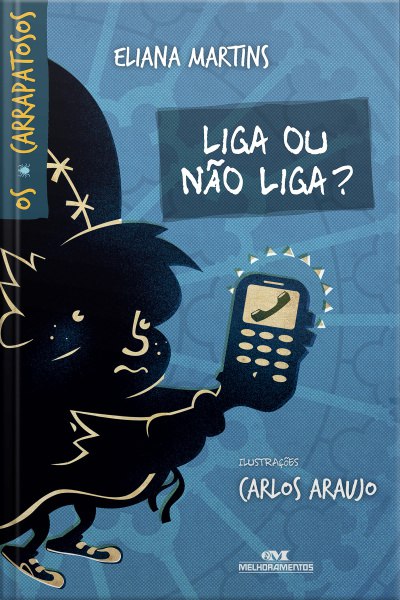 OS CARRAPATOSOS
ELIANA MARTINS
LIGA OU
NÃO LIGA?
ILUSTRAÇÕES
CARLOS ARAUJO
MELHORAMENTOS